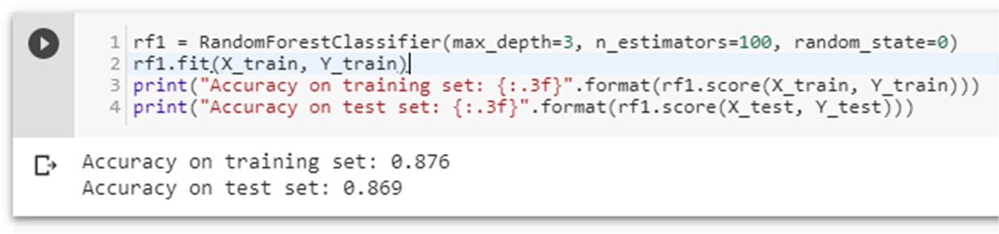 1 rf1 = RandomForestClassifier(max_depth=3, n_estimators=100, random_state=0)
2 rf1.fit(X_train, Y_train)
3 print("Accuracy on training set: {:.3f}".format(rf1.score(X_train, Y_train)))
4 print("Accuracy on test set: {:.3f}".format(rf1.score(X_test, Y_test)))
Accuracy on training set: 0.876
Accuracy on test set: 0.869